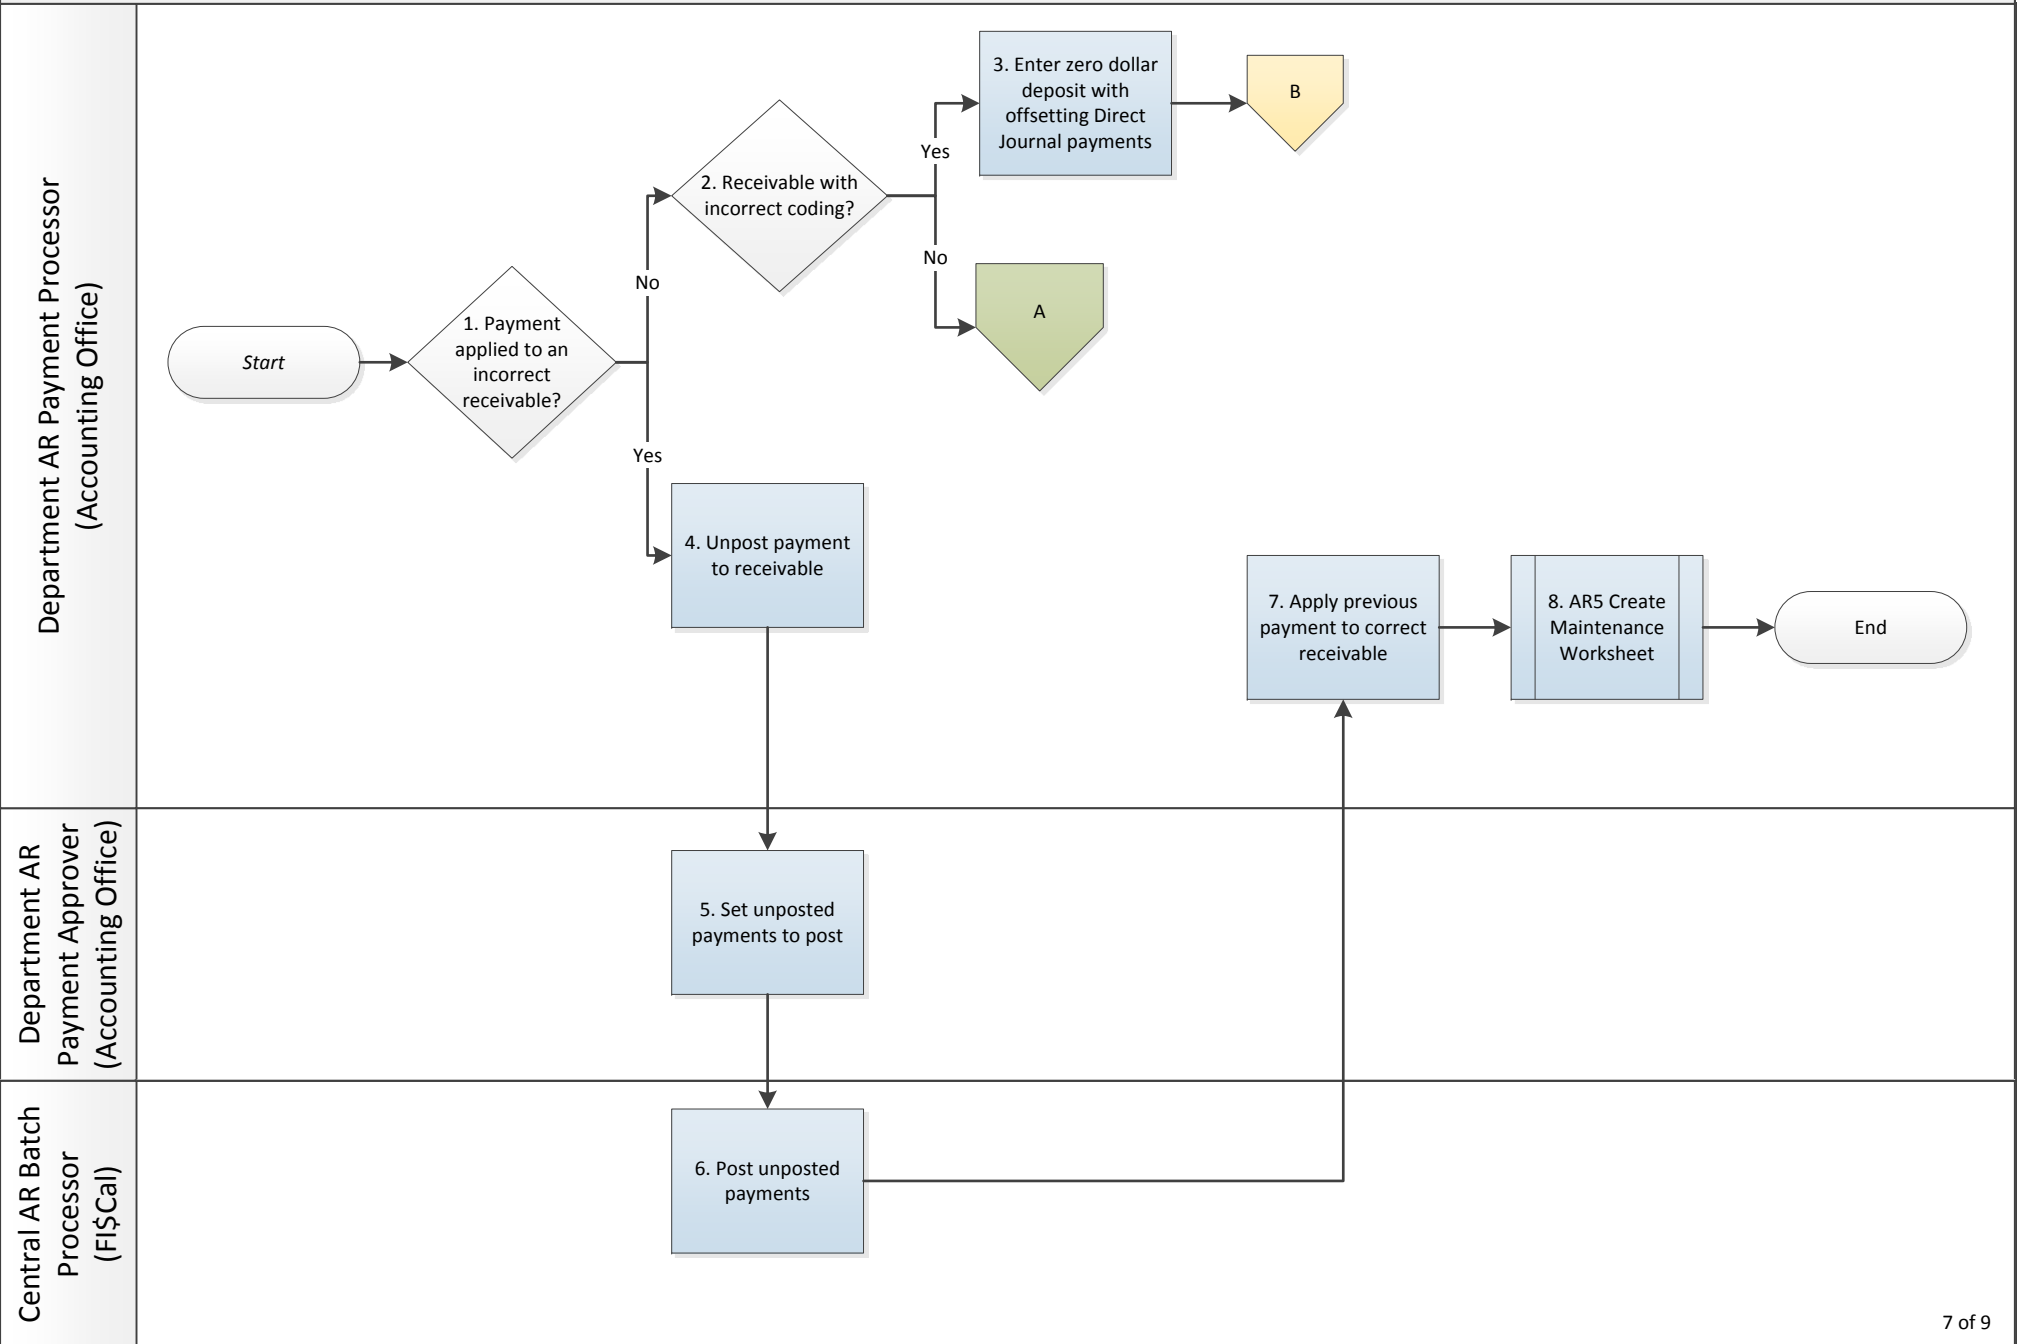 Department AR Payment Processor
(Accounting Office)
Start
1. Payment
applied to an
incorrect
receivable?
No
Yes
2. Receivable with
incorrect coding?
Yes
No
3. Enter zero dollar
deposit with
offsetting Direct
Journal payments
B
A
4. Unpost payment
to receivable
7. Apply previous
payment to correct
receivable
8. AR5 Create
Maintenance
Worksheet
End
Department AR
Payment Approver
(Accounting Office)
5. Set unposted
payments to post
Central AR Batch
Processor
(FI$Cal)
6. Post unposted
payments
7 of 9